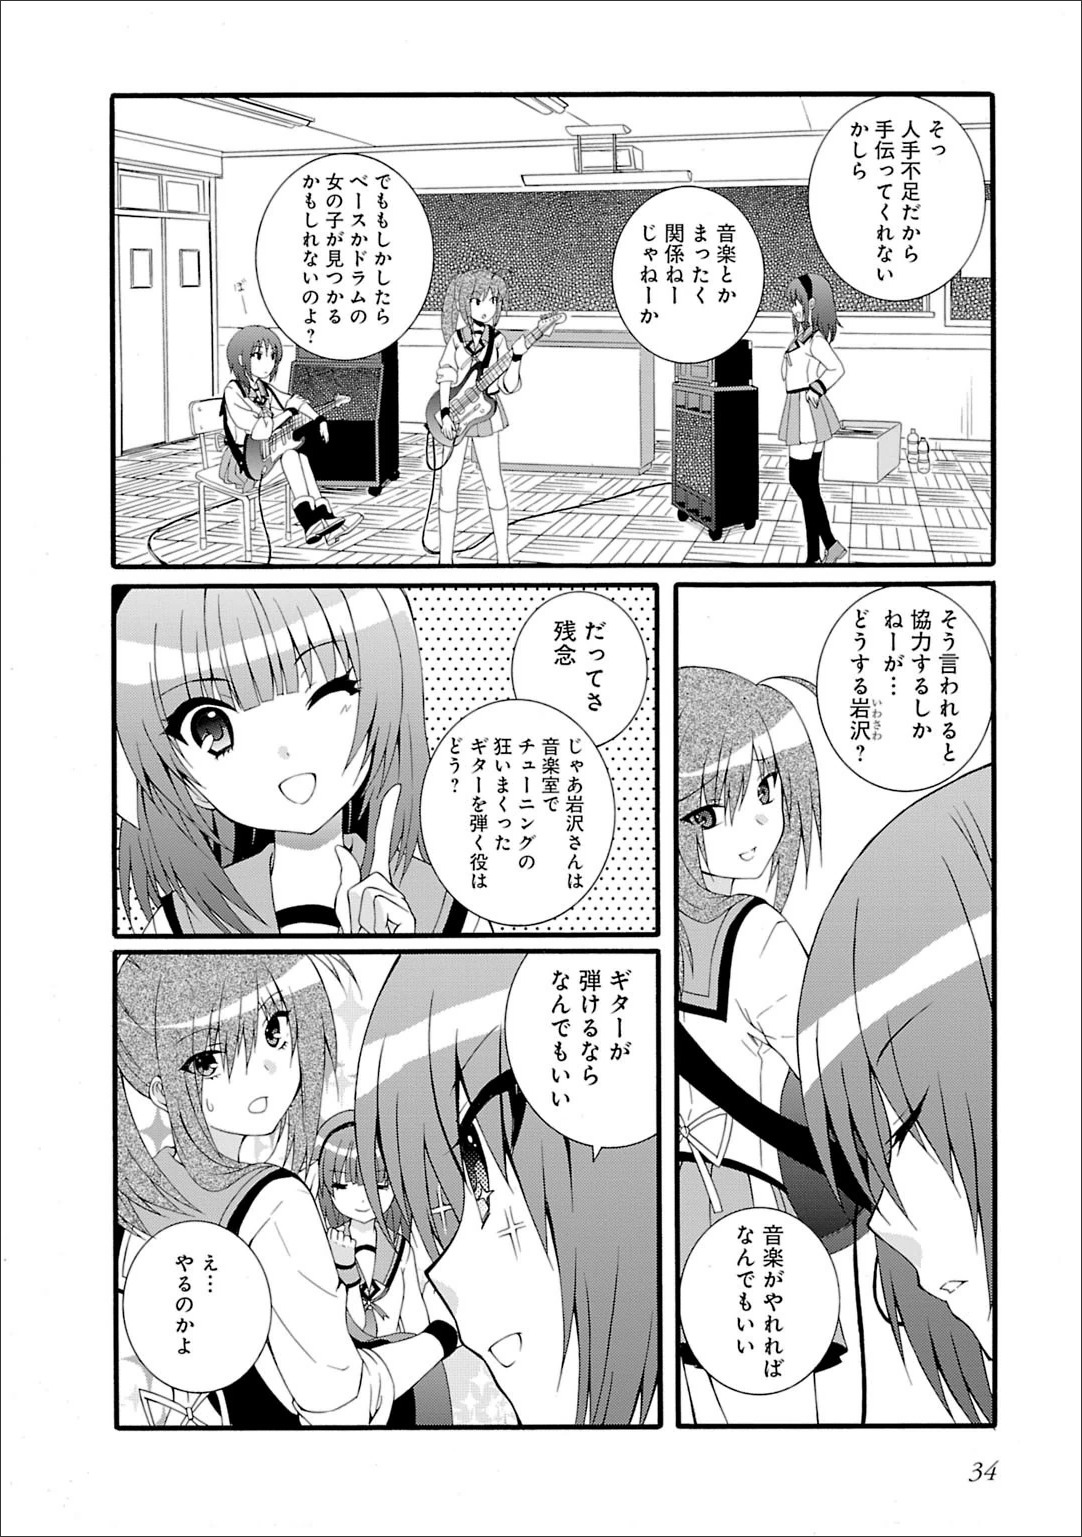 そっ
人手不足だから
手伝ってくれない
かしら
音楽とか
まったく
関係ねー
じゃねーか
でももしかしたら
ベースかドラムの
女の子が見つかる
かもしれないのよ？
ぼー
そう言われると
協力するしか
ねーが…
どうする岩沢？
いわさわ
音楽がやれれば
なんでもいい
だってさ
残念
じゃあ岩沢さんは
音楽室で
チューニングの
狂いまくった
ギターを弾く役は
どう？
ギターが
弾けるなら
なんでもいい
え…
やるのかよ
34